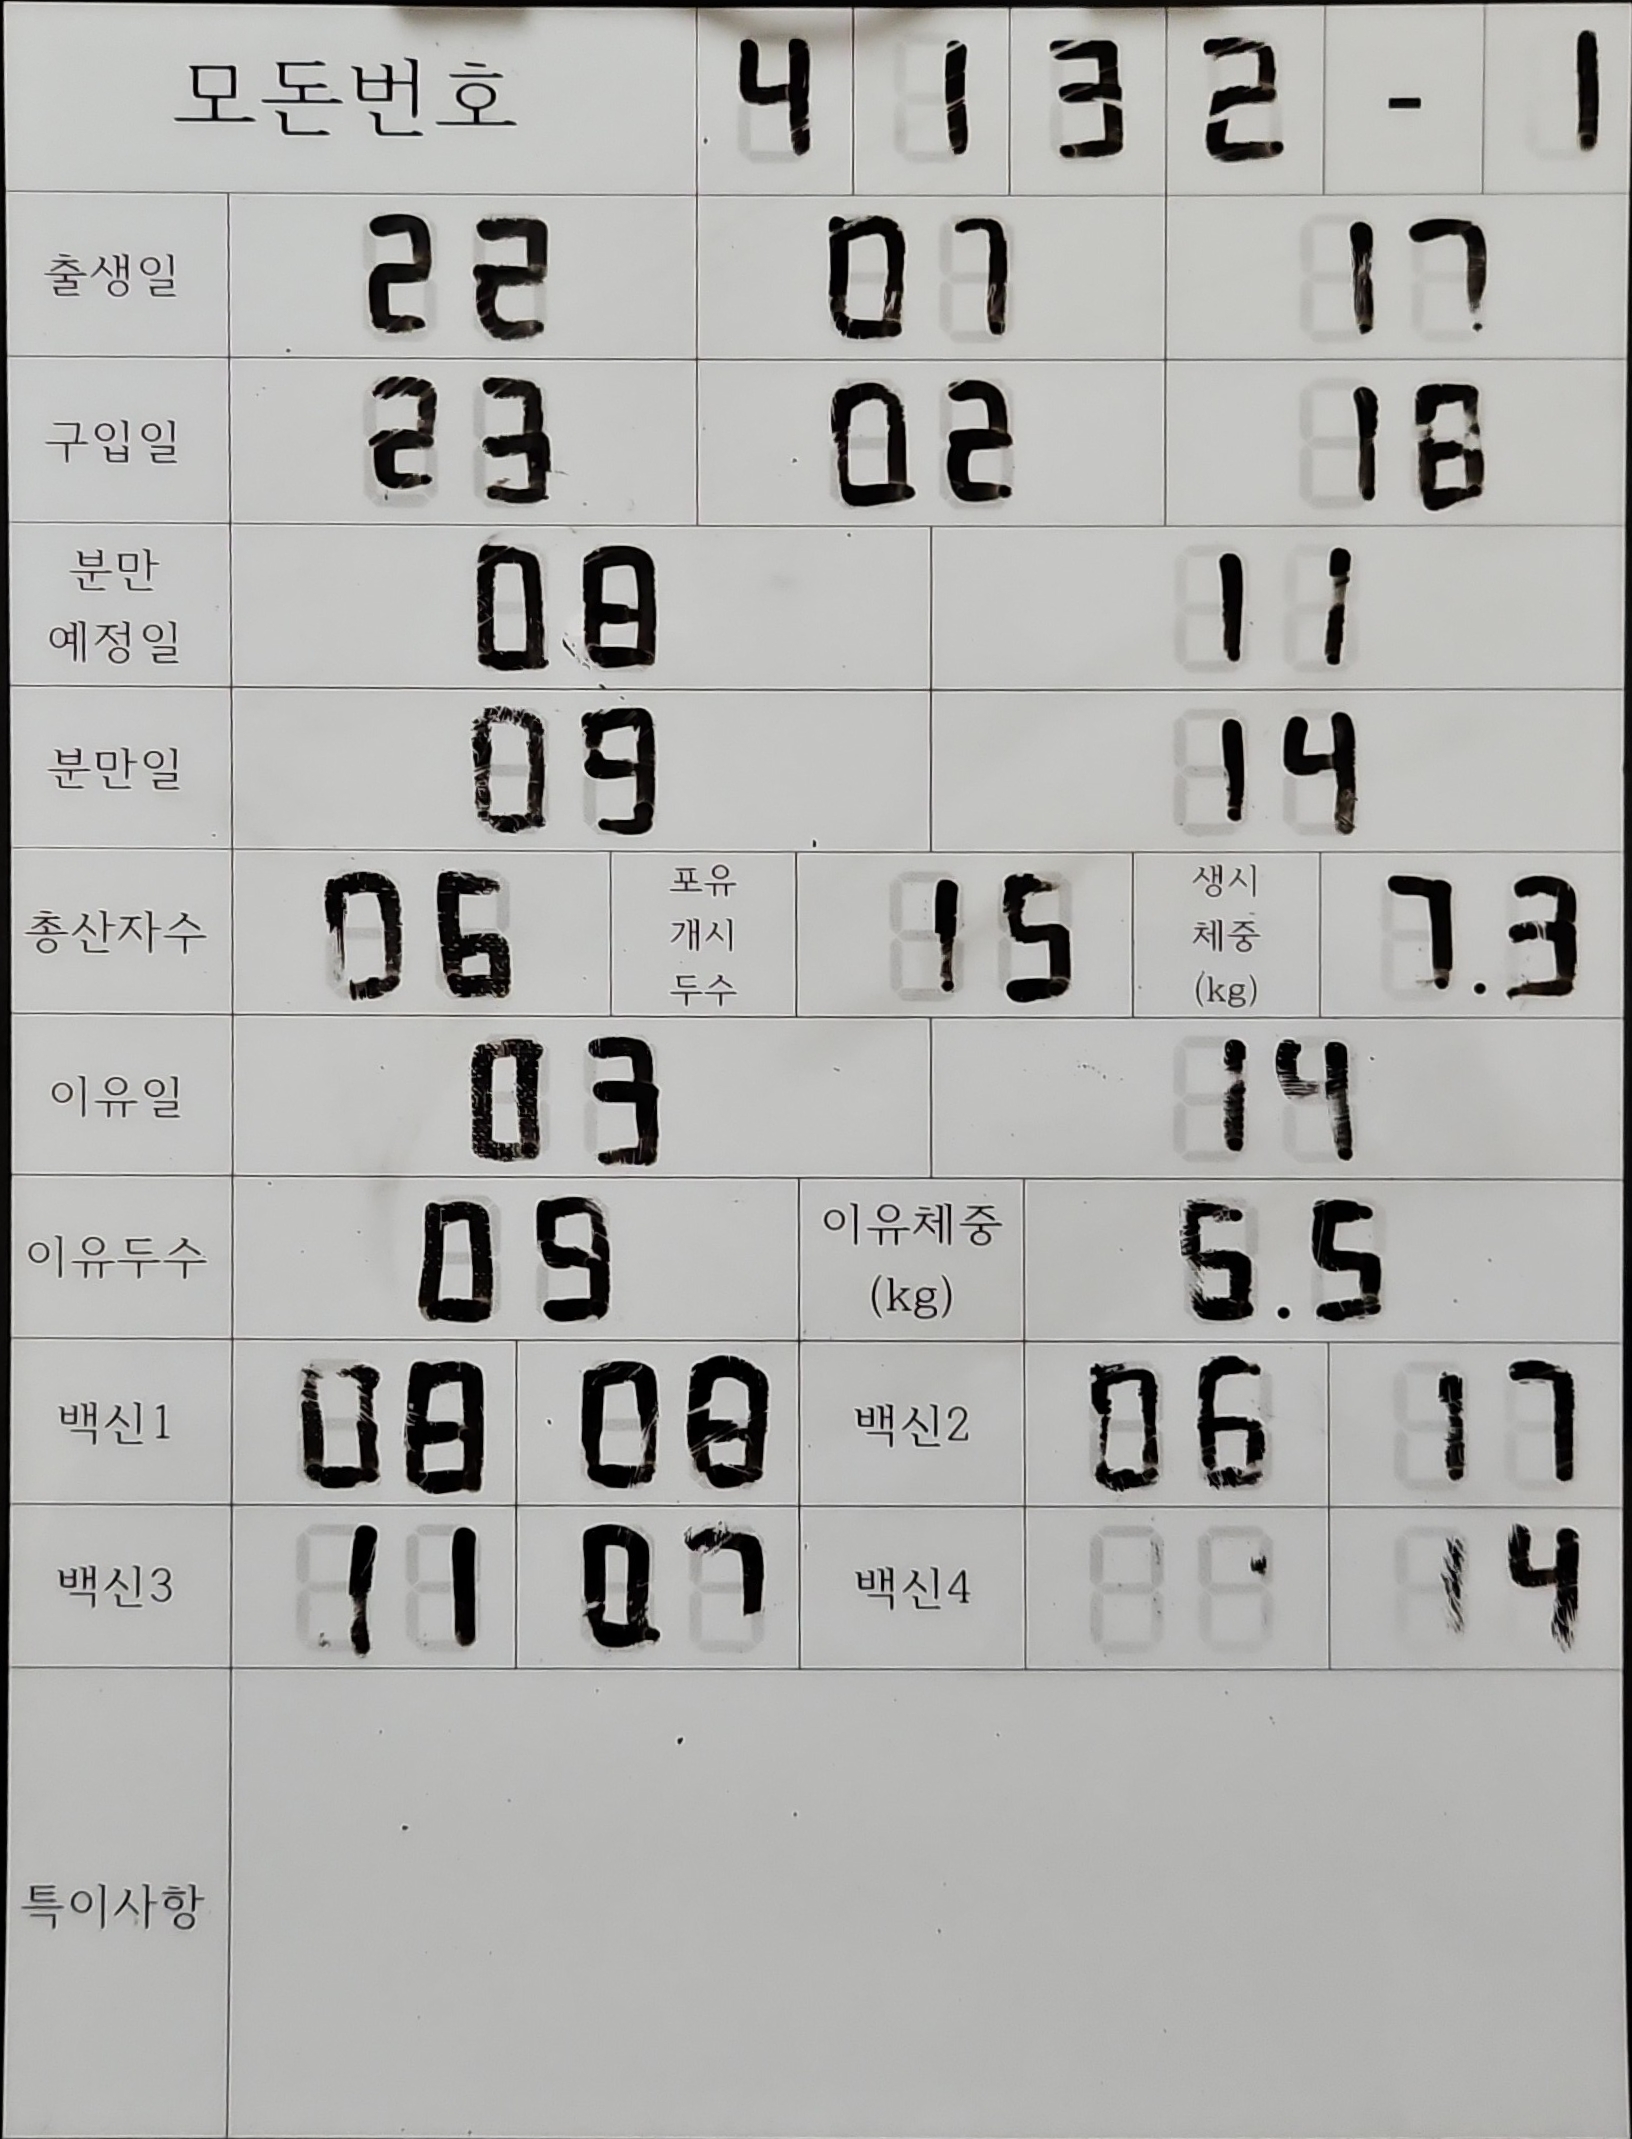 모돈번호 4 1 3 2 - 1
출생일 22 07 17
구입일 23 02 18
분만 예정일 08 11
분만일 09 14
총산자수 06 포유 개시 두수 15 생시 체중 (kg) 7.3
이유일 03 14
이유두수 09 이유체중 (kg) 6.5
백신1 08 08 백신2 06 17
백신3 11 07 백신4 14
특이사항